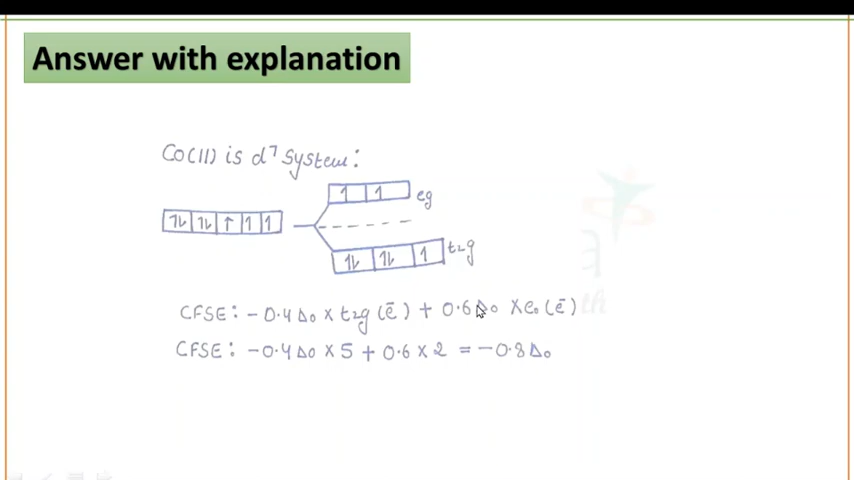 Answer with explanation
Co(II) is d⁷ system:
eg
t₂g
CFSE: -0.4Δ₀ × t₂g (ē) + 0.6Δ₀ × e₀ (ē)
CFSE: -0.4Δ₀ × 5 + 0.6 × 2 = -0.8Δ₀